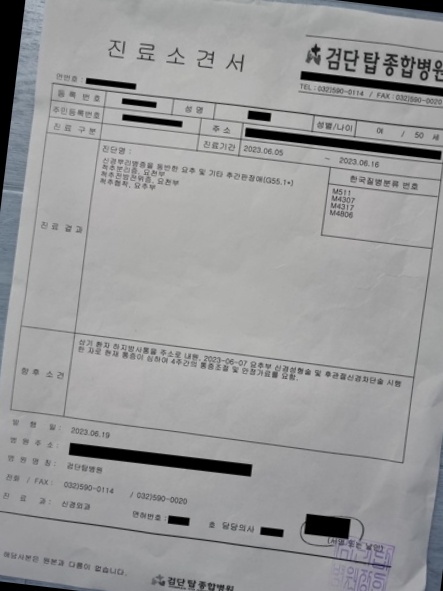 진료소견서
검단탑종합병원
TEL : 032)590-0114 / FAX : 032)590-0020
연번호 :
등록 번호 성명
주민등록번호 주소 성별/나이 여 / 50 세
진료 구분 진료기간 2023.06.05 ~ 2023.06.16
진료 결과
진단명 :
신경뿌리병증을 동반한 요추 및 기타 추간판장애(G55.1*)
척추분리증, 요천부
척추전방전위증, 요천부
척추협착, 요추부
한국질병분류 번호
M511
M4307
M4317
M4806
향후 소견
상기 환자 하지방사통을 주소로 내원, 2023-06-07 요추부 신경성형술 및 후관절신경차단술 시행
한 자로 현재 통증이 심하여 4주간의 통증조절 및 안정가료를 요함.
발 행 일 : 2023.06.19
병원주소 :
병원명칭 : 검단탑병원
전화 / FAX : 032)590-0114 / 032)590-0020
진 료 과 : 신경외과
면허번호 : 호 담당의사 (서명 또는 날인)
해당사본은 원본과 다름이 없습니다.
검단탑종합병원